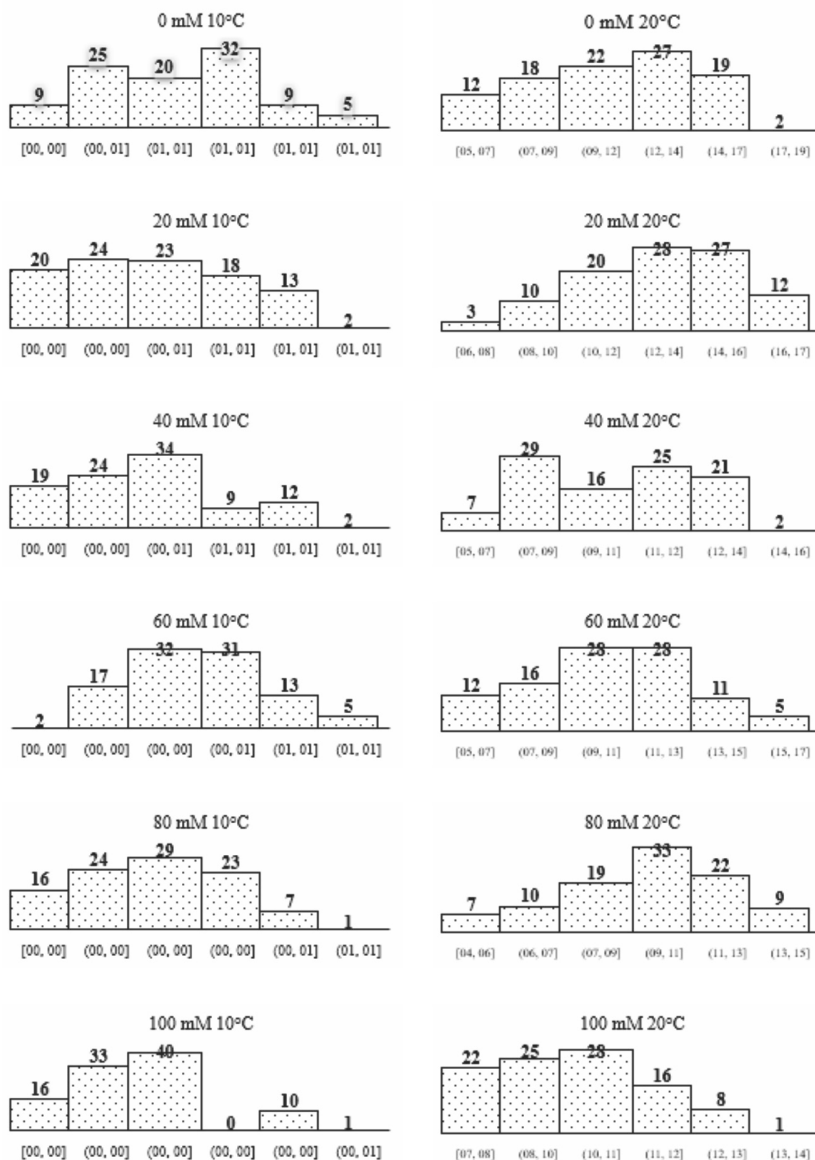 0 mM 10°C
9 25 20 32 9 5
[00, 00] (00, 01] (01, 01] (01, 01] (01, 01] (01, 01]
0 mM 20°C
12 18 22 27 19 2
[05, 07] (07, 09] (09, 12] (12, 14] (14, 17] (17, 19]
20 mM 10°C
20 24 23 18 13 2
[00, 00] (00, 00] (00, 01] (01, 01] (01, 01] (01, 01]
20 mM 20°C
3 10 20 28 27 12
[06, 08] (08, 10] (10, 12] (12, 14] (14, 16] (16, 17]
40 mM 10°C
19 24 34 9 12 2
[00, 00] (00, 00] (00, 01] (01, 01] (01, 01] (01, 01]
40 mM 20°C
7 29 16 25 21 2
[05, 07] (07, 09] (09, 11] (11, 12] (12, 14] (14, 16]
60 mM 10°C
2 17 32 31 13 5
[00, 00] (00, 00] (00, 00] (00, 01] (01, 01] (01, 01]
60 mM 20°C
12 16 28 28 11 5
[05, 07] (07, 09] (09, 11] (11, 13] (13, 15] (15, 17]
80 mM 10°C
16 24 29 23 7 1
[00, 00] (00, 00] (00, 00] (00, 00] (00, 01] (01, 01]
80 mM 20°C
7 10 19 33 22 9
[04, 06] (06, 07] (07, 09] (09, 11] (11, 13] (13, 15]
100 mM 10°C
16 33 40 0 10 1
[00, 00] (00, 00] (00, 00] (00, 00] (00, 00] (00, 01]
100 mM 20°C
22 25 28 16 8 1
[07, 08] (08, 10] (10, 11] (11, 12] (12, 13] (13, 14]